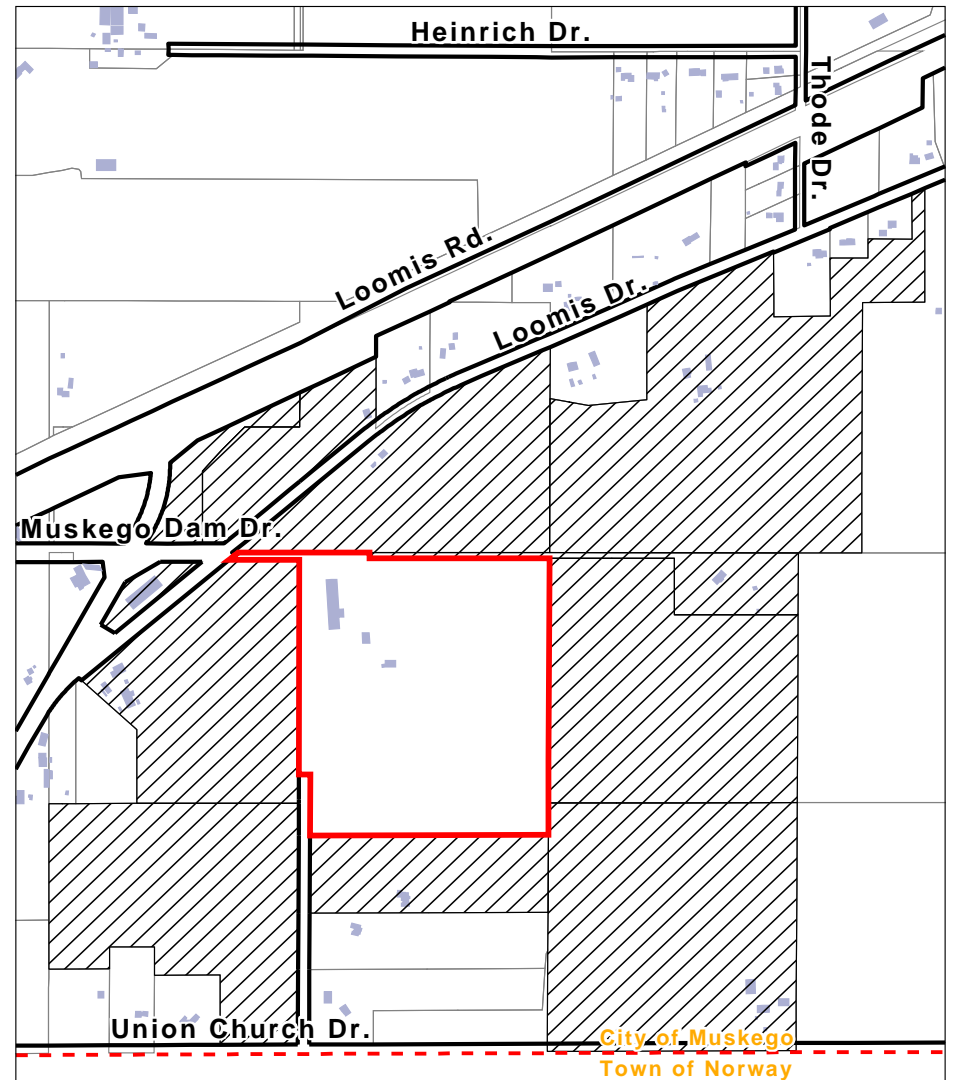 Heinrich Dr.
Thode Dr.
Loomis Rd.
Loomis Dr.
Muskego Dam Dr.
Union Church Dr.
City of Muskego
Town of Norway